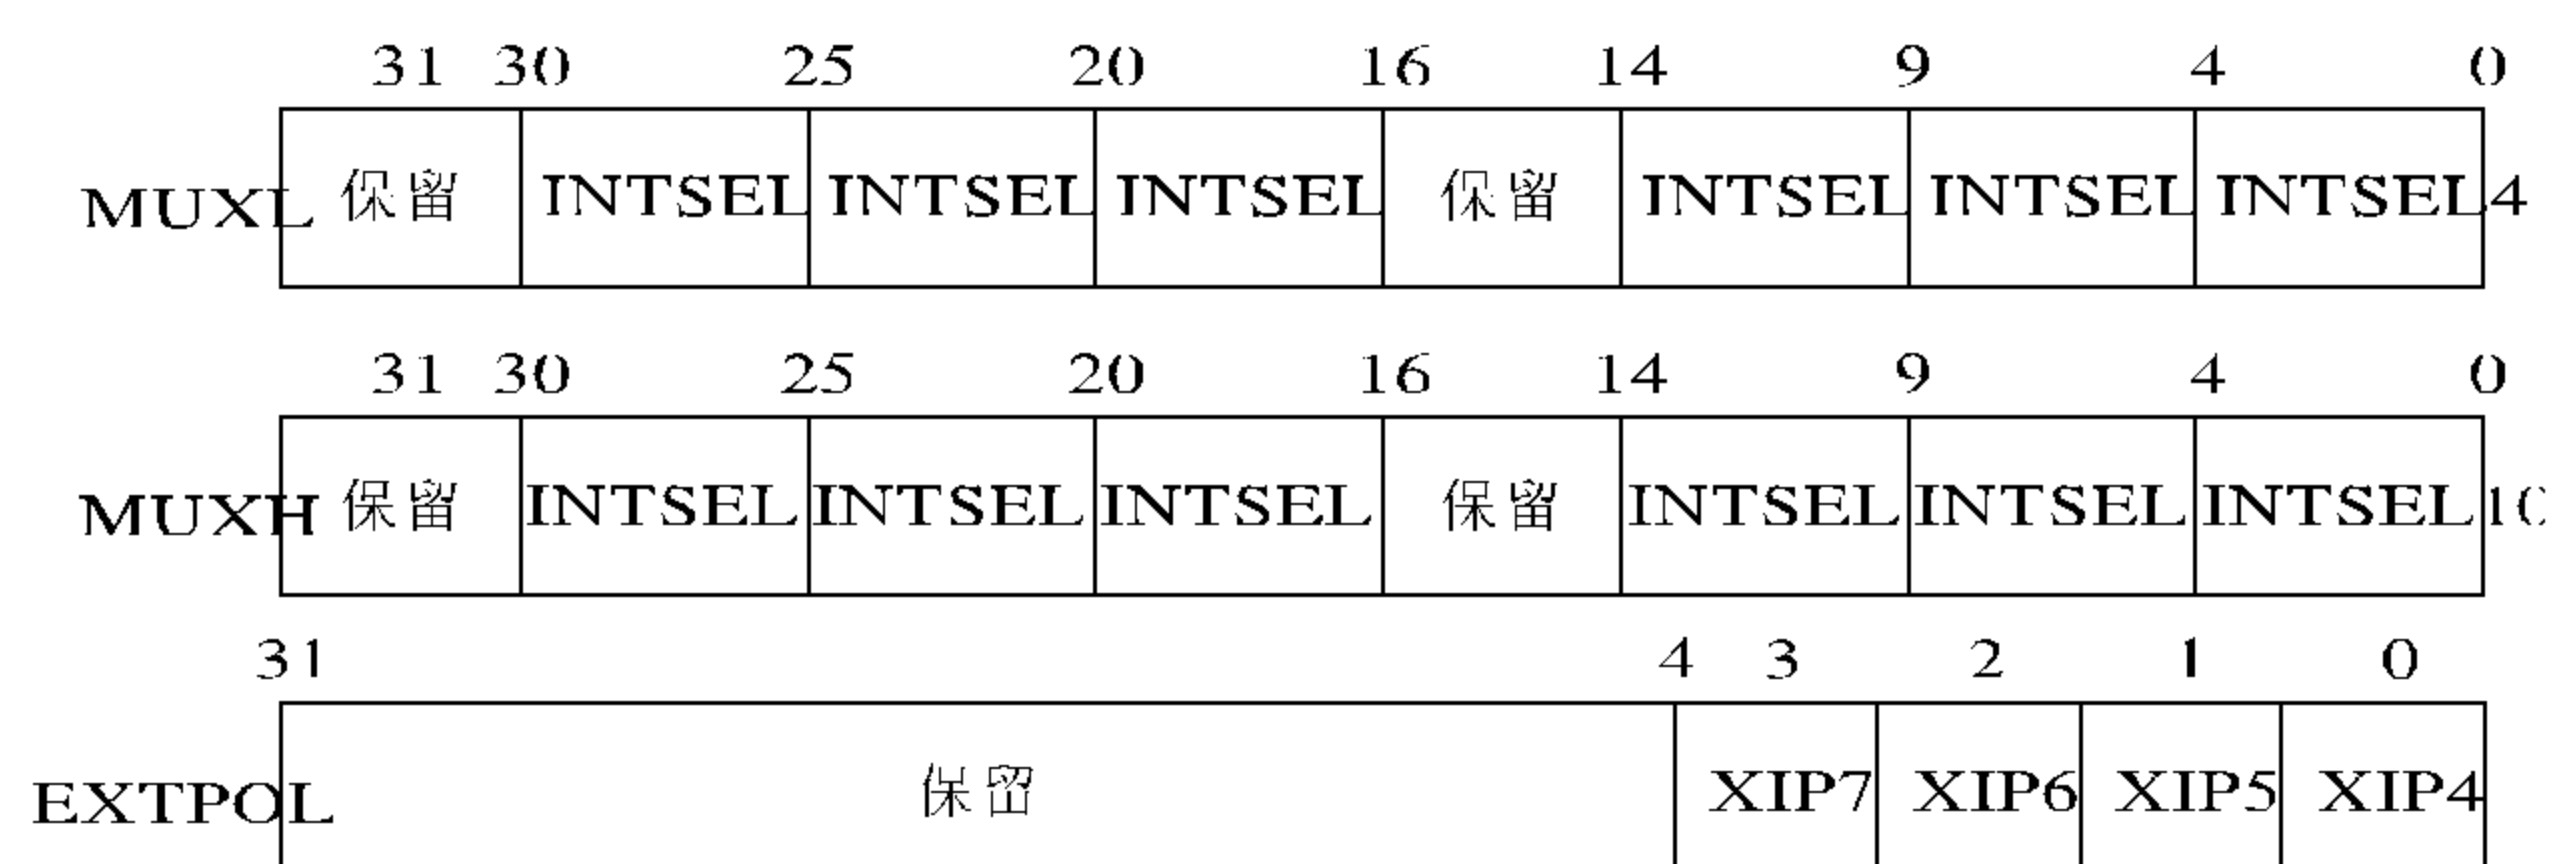 31 30 25 20 16 14 9 4 0
MUXL 保留 INTSEL INTSEL INTSEL 保留 INTSEL INTSEL INTSEL4
31 30 25 20 16 14 9 4 0
MUXH 保留 INTSEL INTSEL INTSEL 保留 INTSEL INTSEL INTSEL10
31 4 3 2 1 0
EXTPOL 保留 XIP7 XIP6 XIP5 XIP4